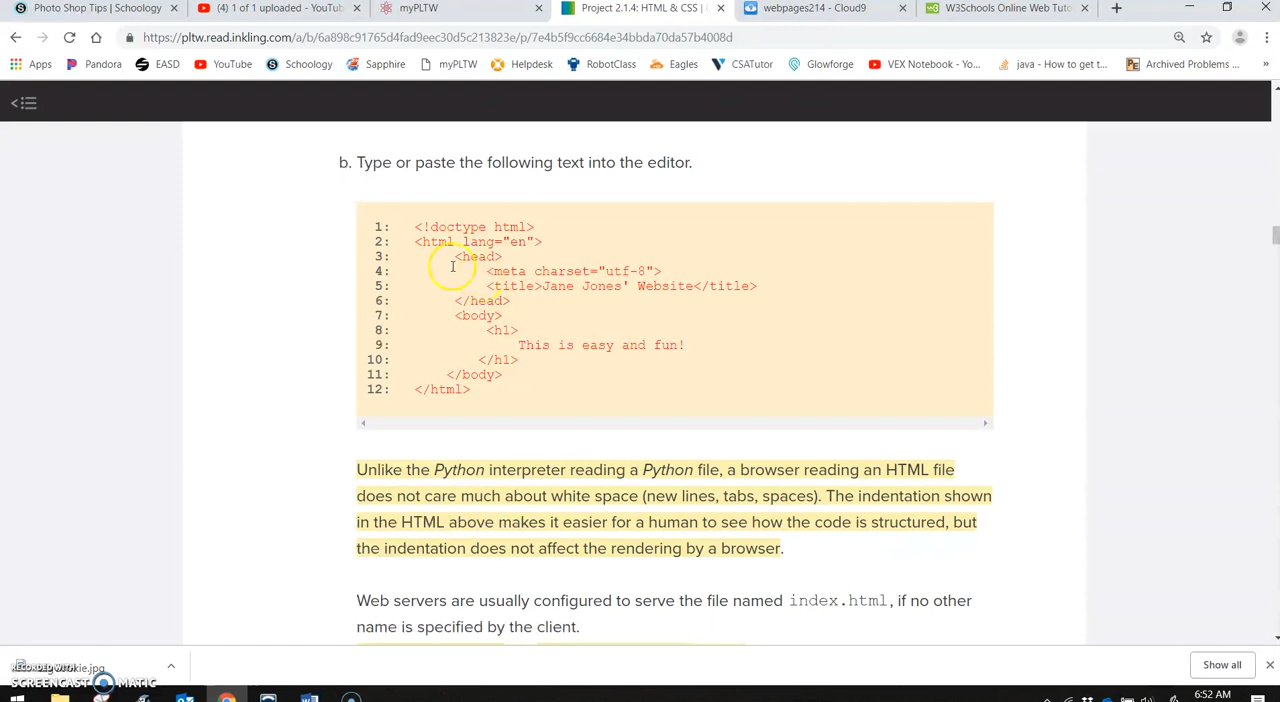 Photo Shop Tips | Schoology
(4) 1 of 1 uploaded - YouTube
myPLTW
Project 2.1.4: HTML & CSS |
webpages214 - Cloud9
W3Schools Online Web Tuto
https://pltw.read.inkling.com/a/b/6a898c91765d4fad9eec30d5c213823e/p/7e4b5f9cc6684e34bbda70da57b4008d
Apps
Pandora
EASD
YouTube
Schoology
Sapphire
myPLTW
Helpdesk
RobotClass
Eagles
CSATutor
Glowforge
VEX Notebook - Yo...
java - How to get t...
Archived Problems ...
b. Type or paste the following text into the editor.
1: <!doctype html>
2: <html lang="en">
3: <head>
4: <meta charset="utf-8">
5: <title>Jane Jones' Website</title>
6: </head>
7: <body>
8: <h1>
9: This is easy and fun!
10: </h1>
11: </body>
12: </html>
Unlike the Python interpreter reading a Python file, a browser reading an HTML file
does not care much about white space (new lines, tabs, spaces). The indentation shown
in the HTML above makes it easier for a human to see how the code is structured, but
the indentation does not affect the rendering by a browser.
Web servers are usually configured to serve the file named index.html, if no other
name is specified by the client.
RECORDED WITH
SCREENCAST MATIC
Show all
6:52 AM